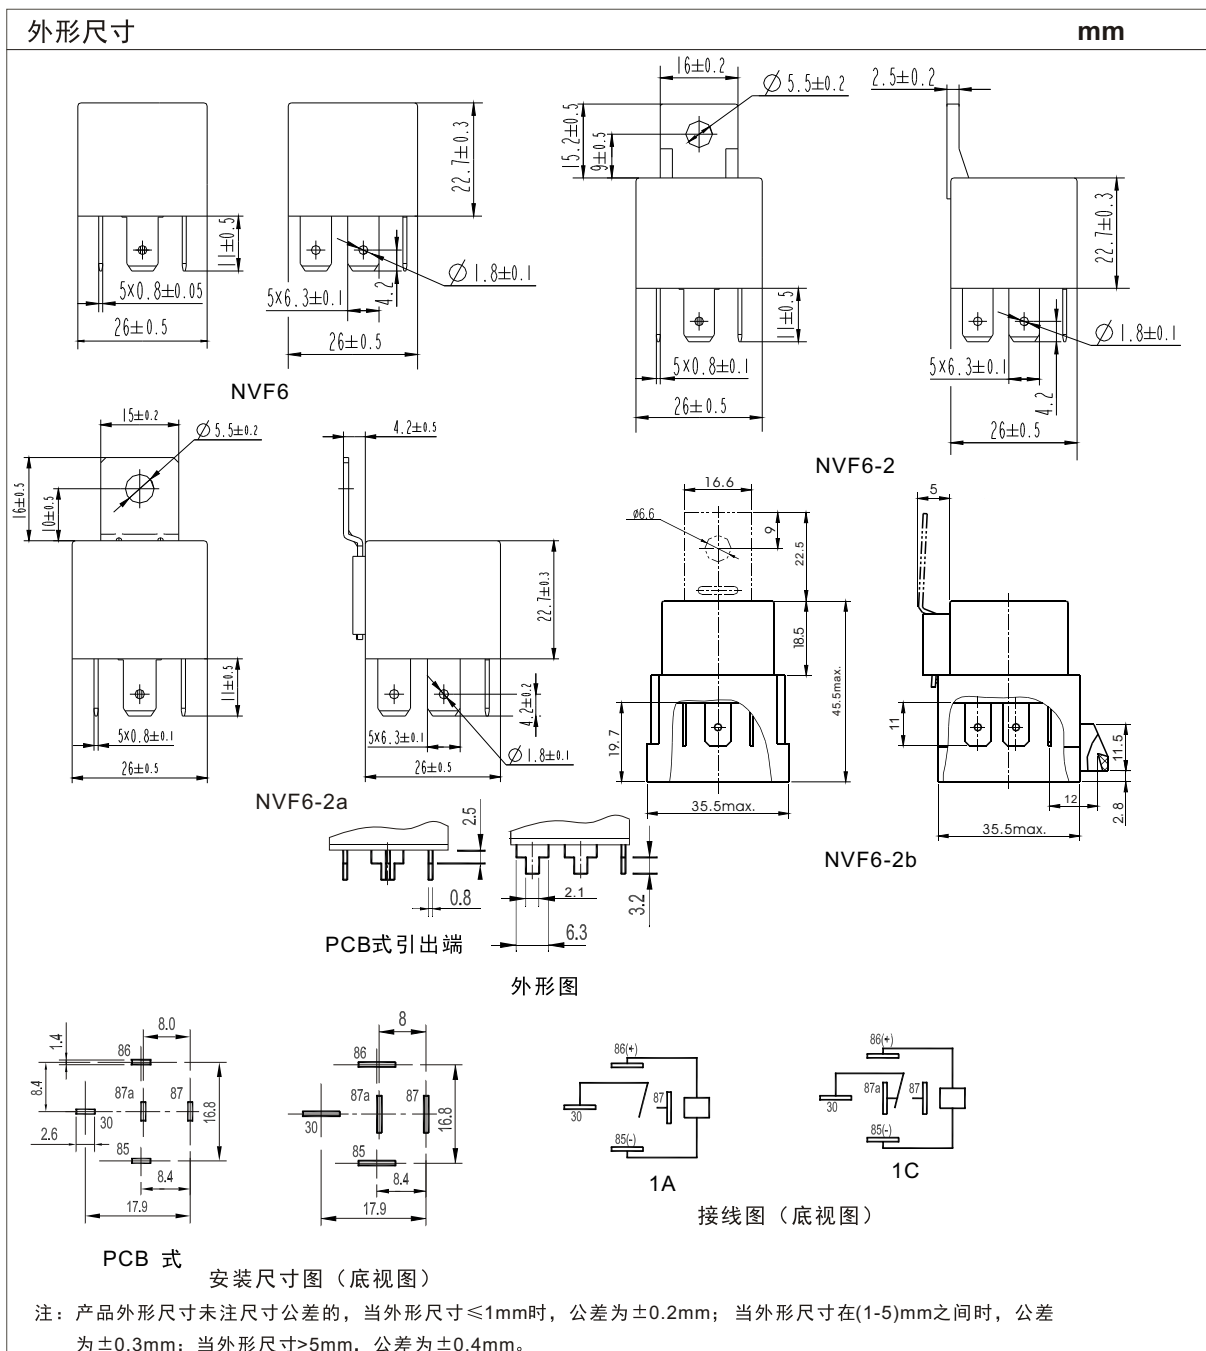 外形尺寸 mm
16±0.2
Ø5.5±0.2
2.5±0.2
15.2±0.5
9±0.5
22.7±0.3
11±0.5
5×0.8±0.05
26±0.5
5×6.3±0.1
4.2
Ø1.8±0.1
26±0.5
NVF6
11±0.5
5×0.8±0.1
26±0.5
22.7±0.3
Ø1.8±0.1
5×6.3±0.1
4.2
26±0.5
NVF6-2
15±0.2
Ø5.5±0.2
4.2±0.5
16±0.5
10±0.5
22.7±0.3
11±0.5
5×0.8±0.1
26±0.5
4.2±0.2
5×6.3±0.1
Ø1.8±0.1
26±0.5
NVF6-2a
16.6
ø6.6
9
22.5
18.5
45.5max.
19.7
35.5max.
5
11
11.5
12
2.8
35.5max.
NVF6-2b
2.5
0.8
2.1
3.2
6.3
PCB式引出端
外形图
8.0
1.4
86
8.4
87a
87
16.8
30
2.6
85
8.4
17.9
PCB 式
8
86
87a
87
16.8
30
85
8.4
17.9
安装尺寸图（底视图）
86(+)
87
30
85(-)
1A
86(+)
87a
87
30
85(-)
1C
接线图（底视图）
注：产品外形尺寸未注尺寸公差的，当外形尺寸≤1mm时，公差为±0.2mm；当外形尺寸在(1-5)mm之间时，公差
为±0.3mm；当外形尺寸>5mm，公差为±0.4mm。